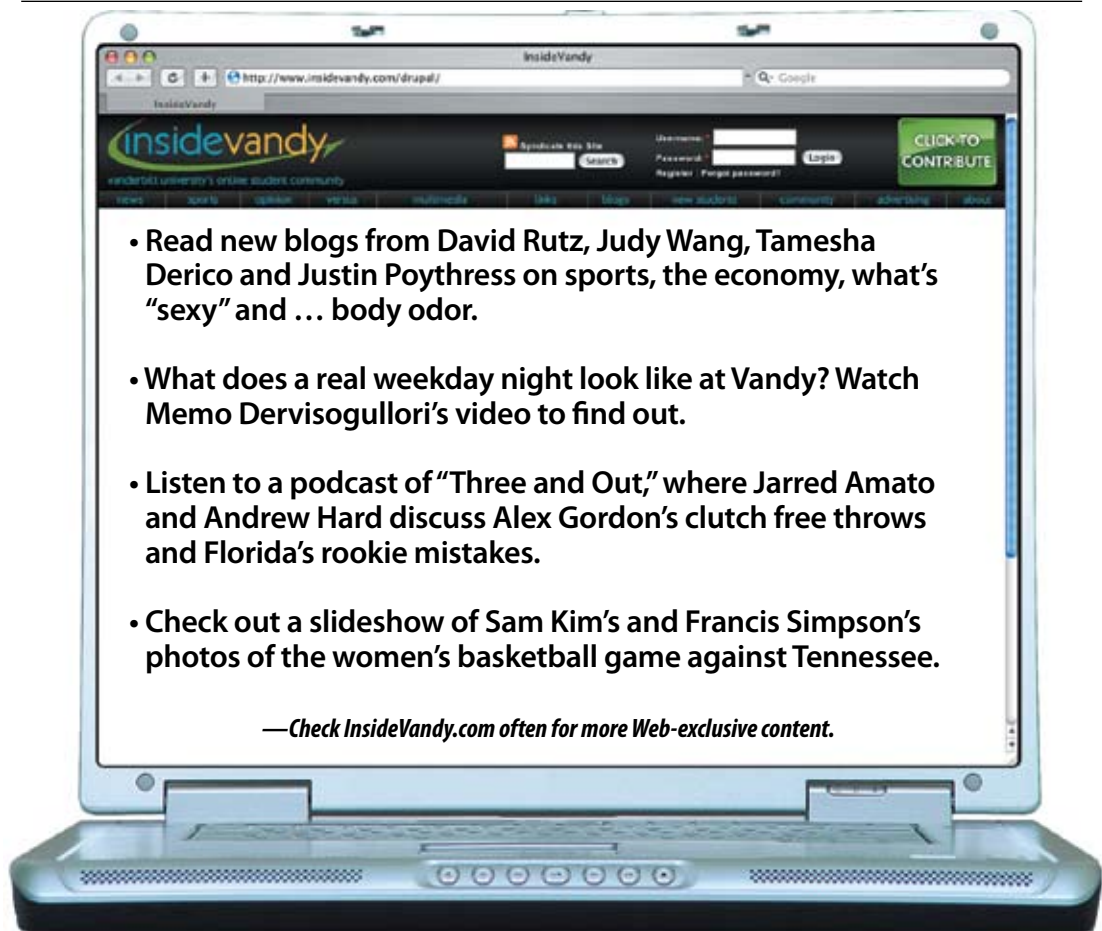 InsideVandy
http://www.insidevandy.com/drupal/
Google
InsideVandy
insidevandy
vanderbilt university's online student community
Syndicate this Site
Search
Username: *
Password: *
Login
Register | Forgot password?
CLICK TO
CONTRIBUTE
news sports opinion versus multimedia links blogs new students community advertising about
• Read new blogs from David Rutz, Judy Wang, Tamesha
Derico and Justin Poythress on sports, the economy, what's
“sexy” and … body odor.
• What does a real weekday night look like at Vandy? Watch
Memo Dervisogullori's video to find out.
• Listen to a podcast of “Three and Out,” where Jarred Amato
and Andrew Hard discuss Alex Gordon's clutch free throws
and Florida's rookie mistakes.
• Check out a slideshow of Sam Kim's and Francis Simpson's
photos of the women's basketball game against Tennessee.
—Check InsideVandy.com often for more Web-exclusive content.